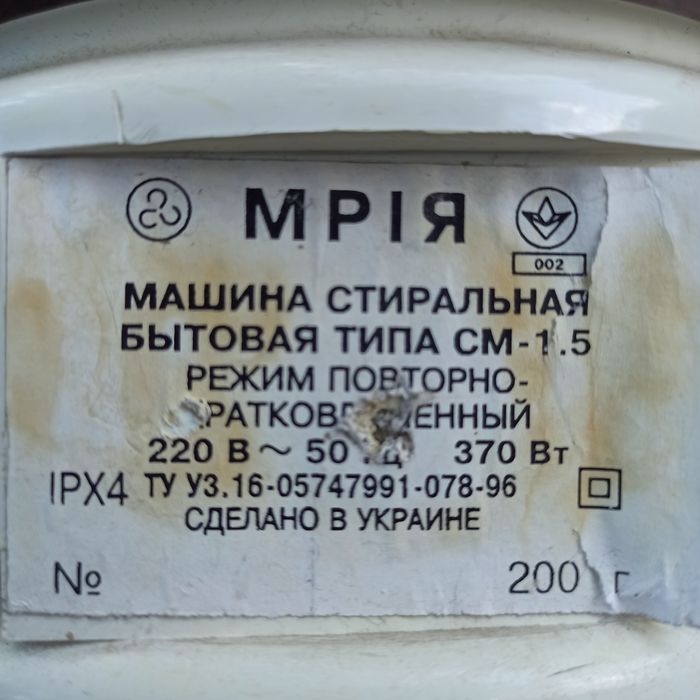 МРІЯ
002
МАШИНА СТИРАЛЬНАЯ
БЫТОВАЯ ТИПА СМ-1.5
РЕЖИМ ПОВТОРНО-
220 В ~ 50 370 Вт
IPX4 ТУ У3.16-05747991-078-96
СДЕЛАНО В УКРАИНЕ
№ 200 г